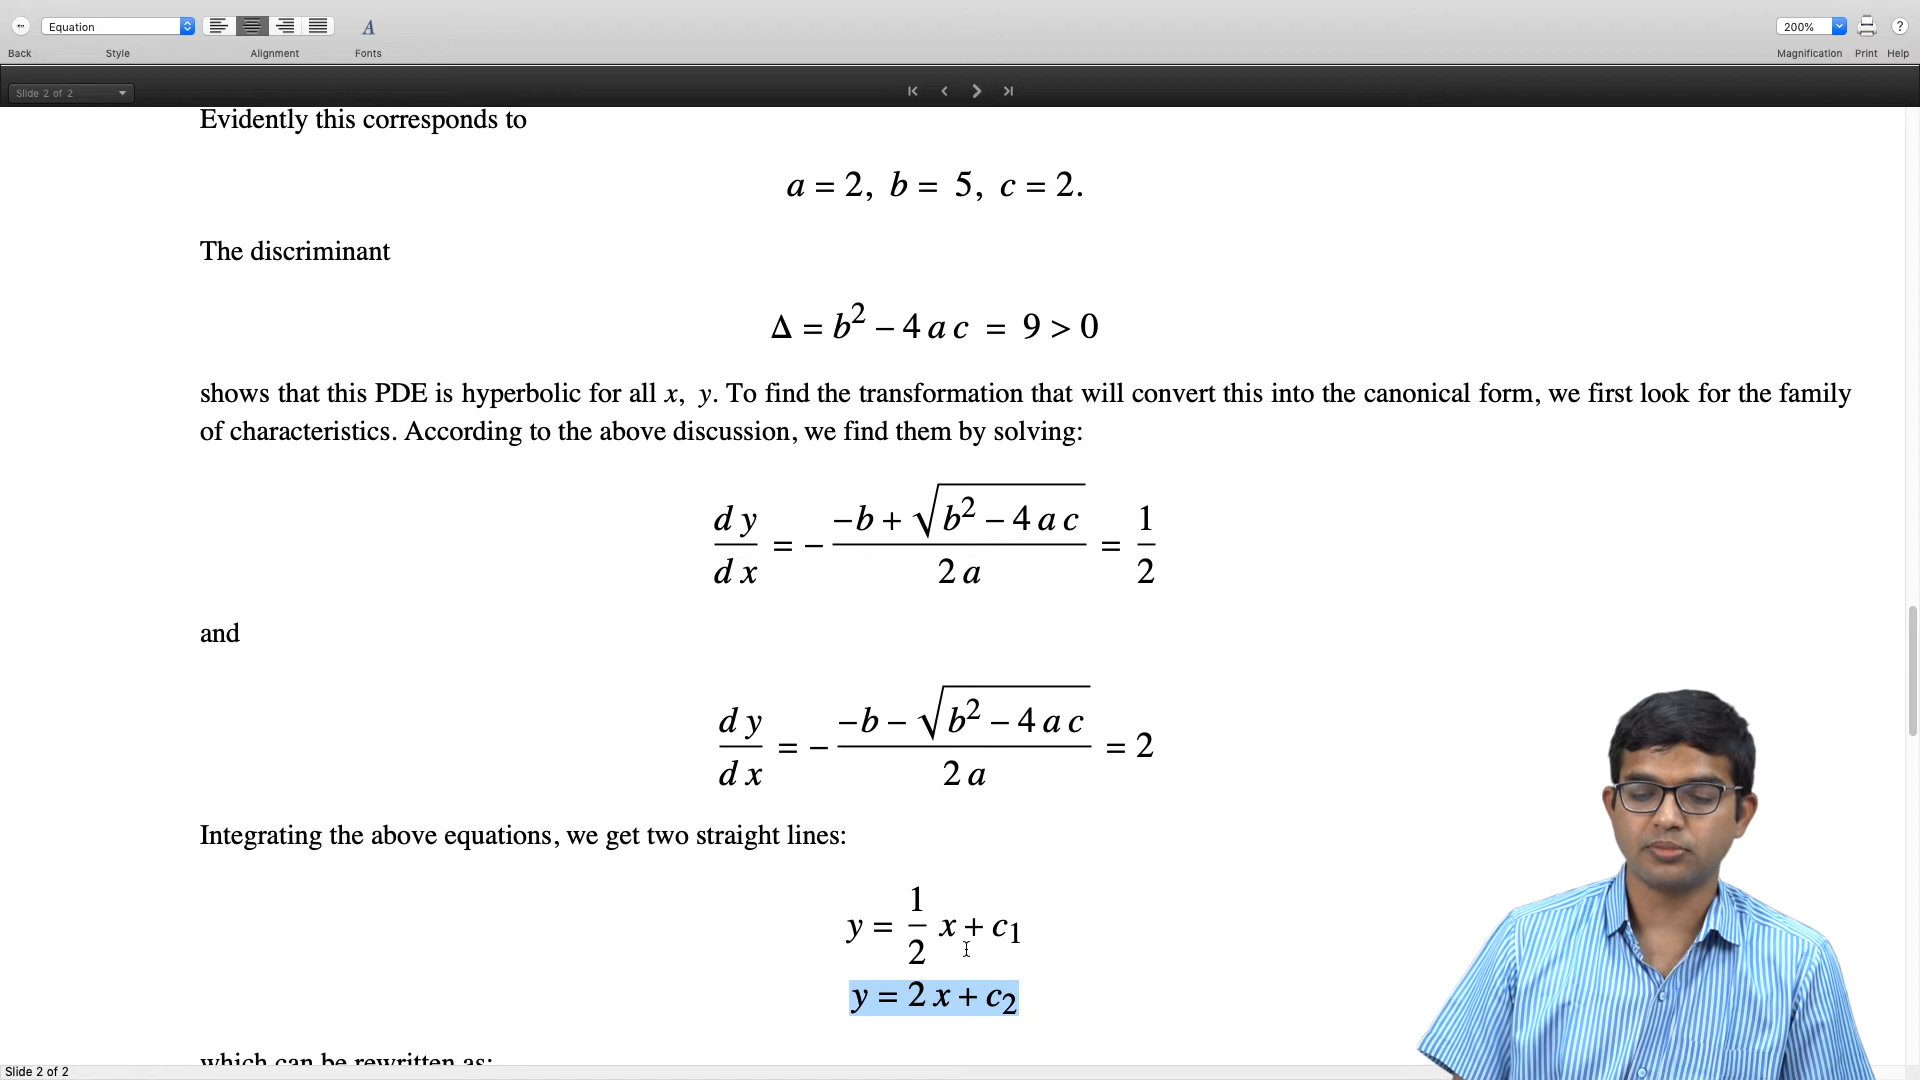 Equation
200%
Back Style Alignment Fonts Magnification Print Help
Slide 2 of 2
Evidently this corresponds to
a = 2, b = 5, c = 2.
The discriminant
Δ = b² − 4 a c = 9 > 0
shows that this PDE is hyperbolic for all x, y. To find the transformation that will convert this into the canonical form, we first look for the family
of characteristics. According to the above discussion, we find them by solving:
d y / d x = − (−b + √(b² − 4 a c)) / 2 a = 1/2
and
d y / d x = − (−b − √(b² − 4 a c)) / 2 a = 2
Integrating the above equations, we get two straight lines:
y = 1/2 x + c₁
y = 2 x + c₂
which can be rewritten as:
Slide 2 of 2